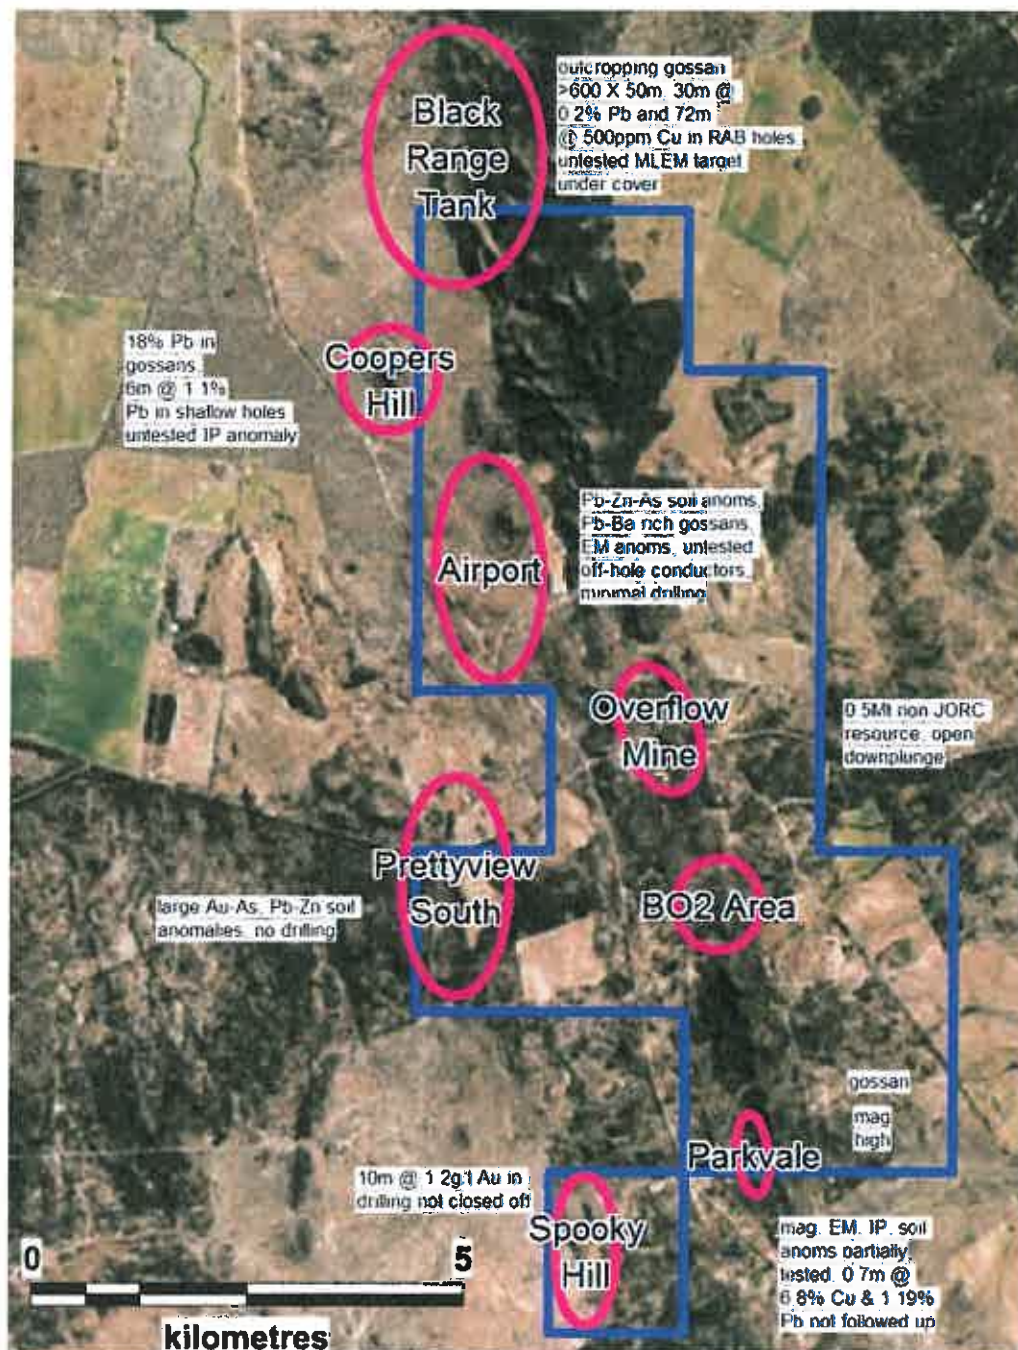 Black
Range
Tank
outcropping gossan
>600 X 50m, 30m @
0.2% Pb and 72m
@ 500ppm Cu in RAB holes
untested MLEM target
under cover
Coopers
Hill
18% Pb in
gossans,
6m @ 1.1%
Pb in shallow holes
untested IP anomaly
Airport
Pb-Zn-As soil anoms,
Pb-Ba rich gossans,
EM anoms, untested
off-hole conductors,
minimal drilling
Overflow
Mine
0.5Mt non JORC
resource, open
downplunge
Prettyview
South
large Au-As, Pb-Zn soil
anomalies, no drilling
BO2 Area
gossan
mag
high
Parkvale
10m @ 1.2g/t Au in
drilling not closed off
Spooky
Hill
mag, EM, IP, soil
anoms partially
tested, 0.7m @
6.8% Cu & 1.19%
Pb not followed up
0 5
kilometres